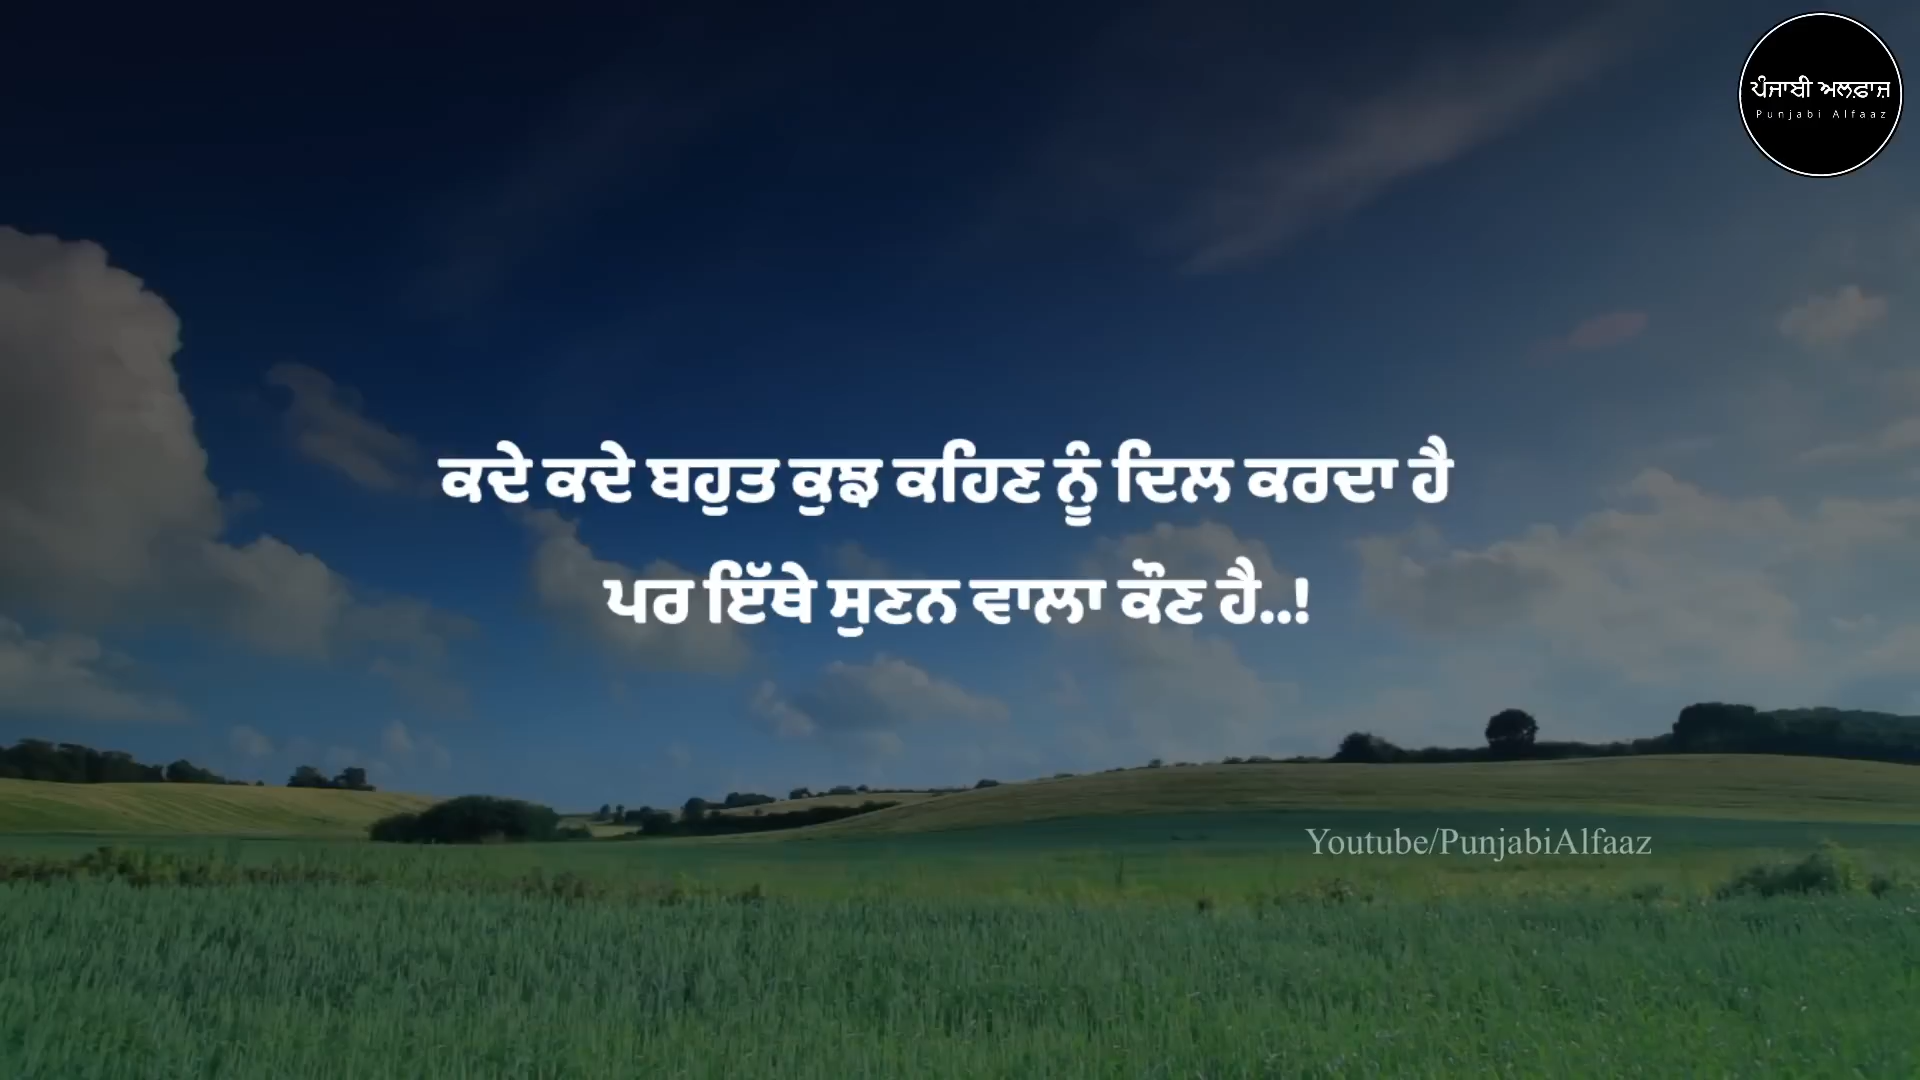 ਪੰਜਾਬੀ ਅਲਫ਼ਾਜ਼
Punjabi Alfaaz
ਕਦੇ ਕਦੇ ਬਹੁਤ ਕੁਝ ਕਹਿਣ ਨੂੰ ਦਿਲ ਕਰਦਾ ਹੈ
ਪਰ ਇੱਥੇ ਸੁਣਨ ਵਾਲਾ ਕੌਣ ਹੈ..!
Youtube/PunjabiAlfaaz